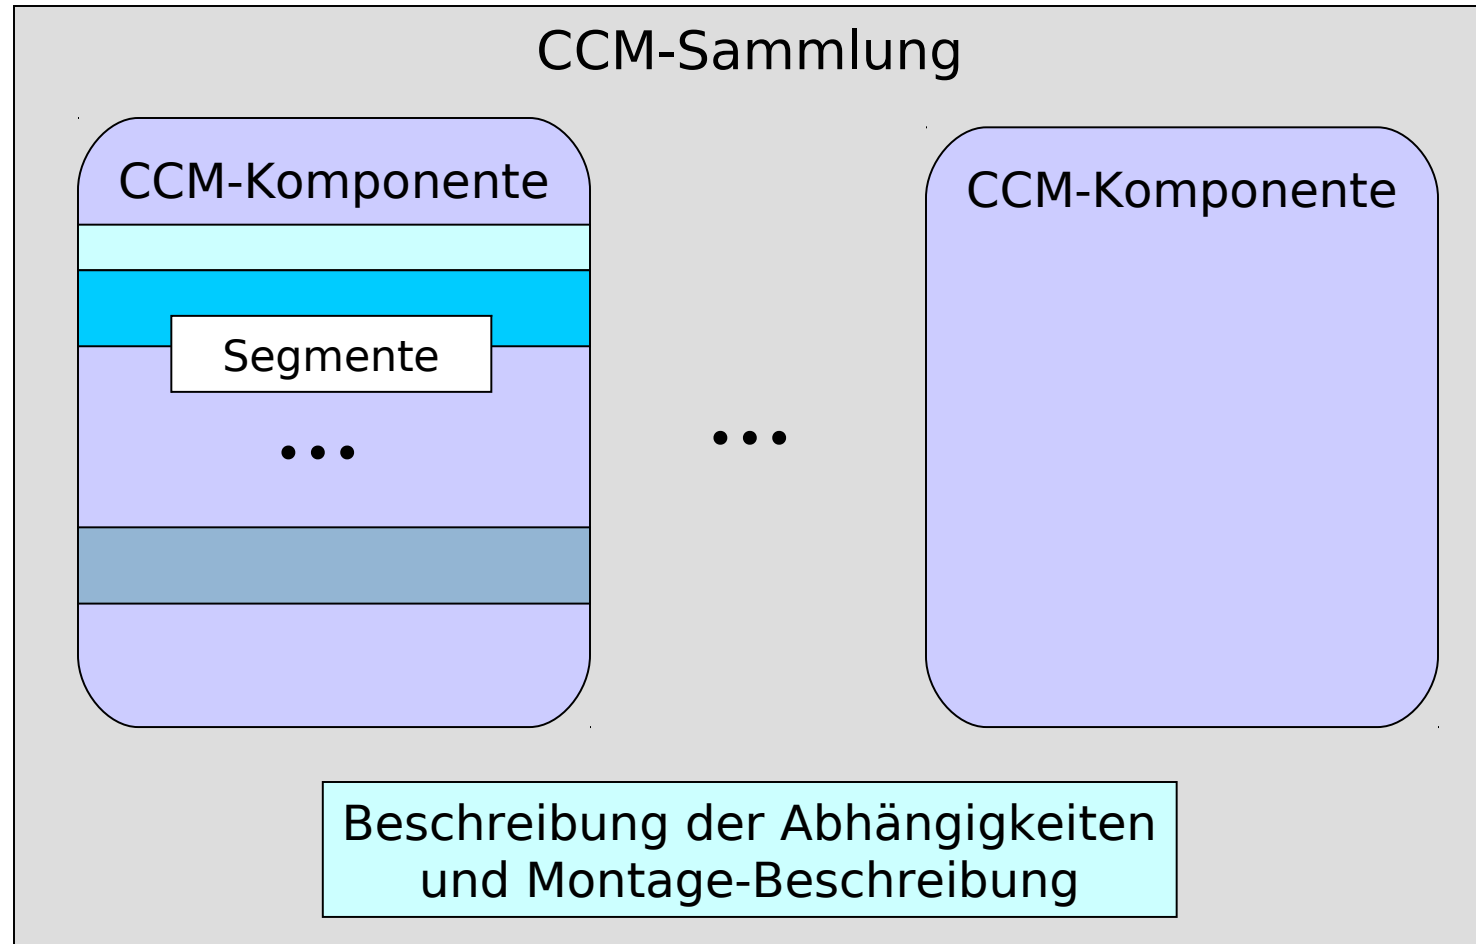 CCM-Sammlung
CCM-Komponente
CCM-Komponente
Segmente
...
...
Beschreibung der Abhängigkeiten
und Montage-Beschreibung